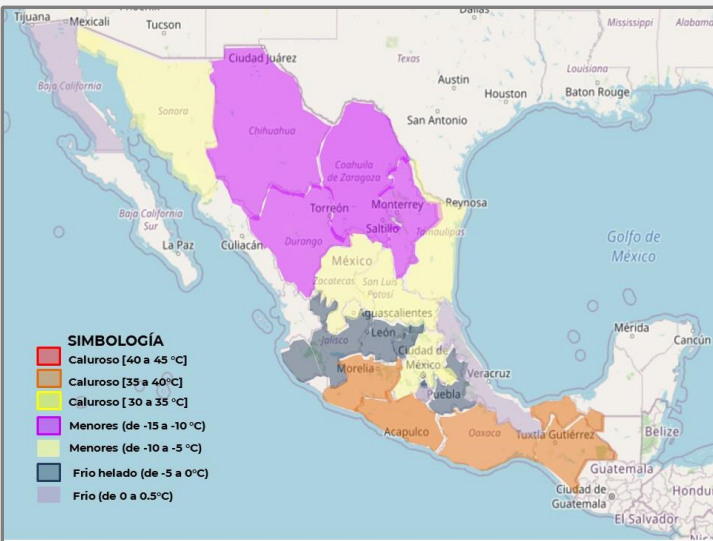 Phoenix
Dallas
Tijuana
Mexicali
Tucson
Mississippi
Alabama
Ciudad Juárez
Texas
Baja California
Louisiana
Austin
Baton Rouge
Houston
Sonora
San Antonio
Chihuahua
Coahuila
de Zaragoza
Monterrey
Reynosa
Torreón
Baja California
Sur
Saltillo
Tamaulipas
La Paz
Culiacán
Durango
Golfo de
México
México
Zacatecas
San Luis
Potosí
Aguascalientes
Mérida
León
Cancún
Jalisco
Ciudad de
México
Morelia
Veracruz
Puebla
Acapulco
Oaxaca
Tuxtla Gutiérrez
Belize
Guatemala
Ciudad de
Guatemala
Hondu
El Salvador
Nic
SIMBOLOGÍA
Caluroso [40 a 45 °C]
Caluroso [35 a 40°C]
Caluroso [ 30 a 35 °C]
Menores (de -15 a -10 °C)
Menores (de -10 a -5 °C)
Frio helado (de -5 a 0°C)
Frio (de 0 a 0.5°C)